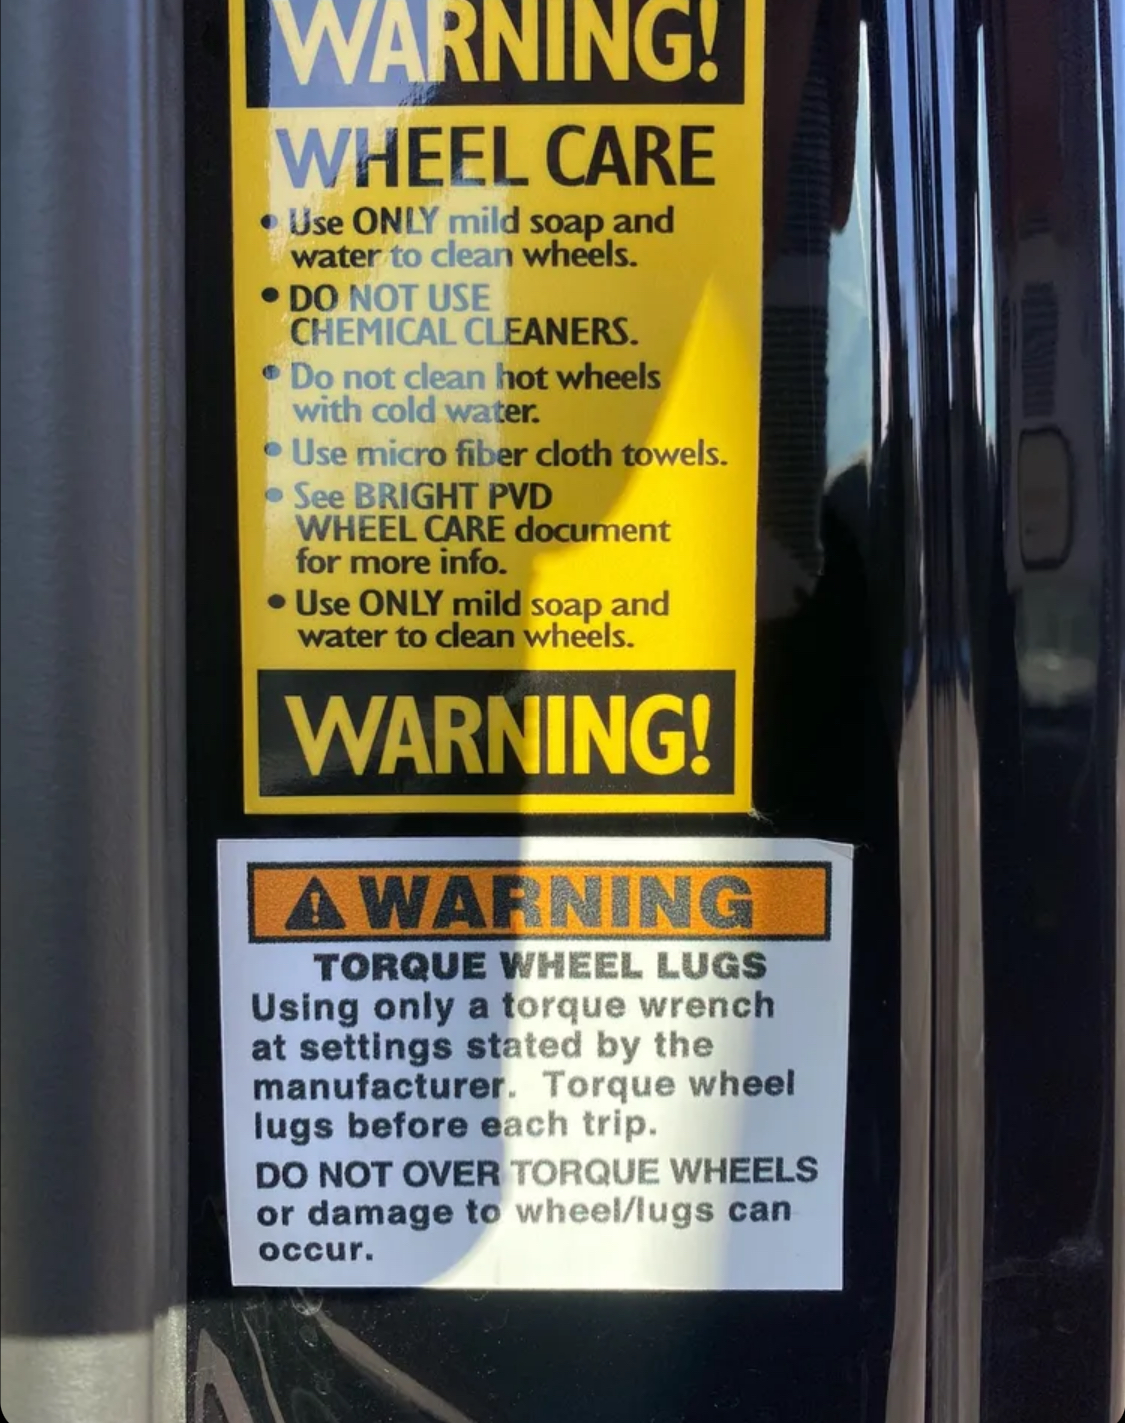 WARNING!
WHEEL CARE
• Use ONLY mild soap and
water to clean wheels.
• DO NOT USE
CHEMICAL CLEANERS.
• Do not clean hot wheels
with cold water.
• Use micro fiber cloth towels.
• See BRIGHT PVD
WHEEL CARE document
for more info.
• Use ONLY mild soap and
water to clean wheels.
WARNING!
WARNING
TORQUE WHEEL LUGS
Using only a torque wrench
at settings stated by the
manufacturer. Torque wheel
lugs before each trip.
DO NOT OVER TORQUE WHEELS
or damage to wheel/lugs can
occur.